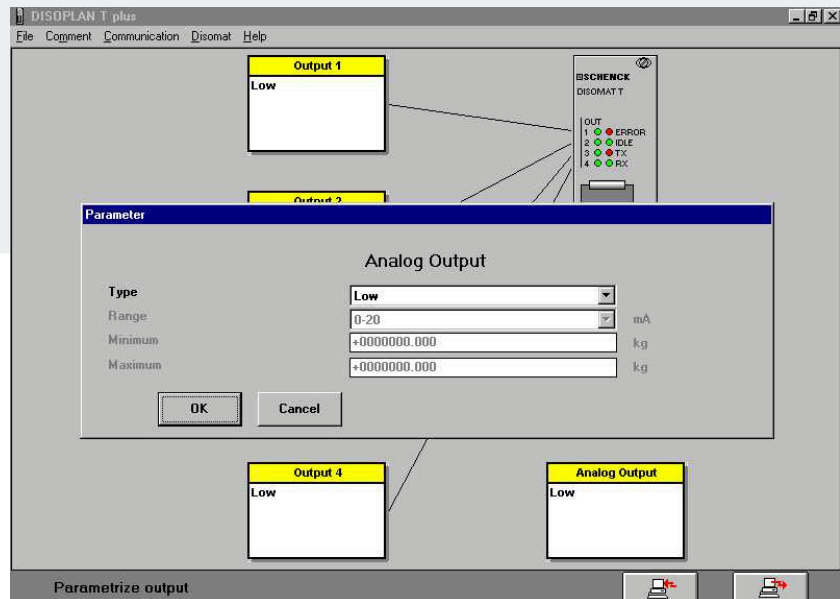 DISOPLAN T plus
File Comment Communication Disomat Help
Output 1
Low
SCHENCK
DISOMAT T
OUT
1 ERROR
2 IDLE
3 TX
4 RX
Output 2
Parameter
Analog Output
Type Low
Range 0-20 mA
Minimum +0000000.000 kg
Maximum +0000000.000 kg
OK Cancel
Output 4
Low
Analog Output
Low
Parametrize output